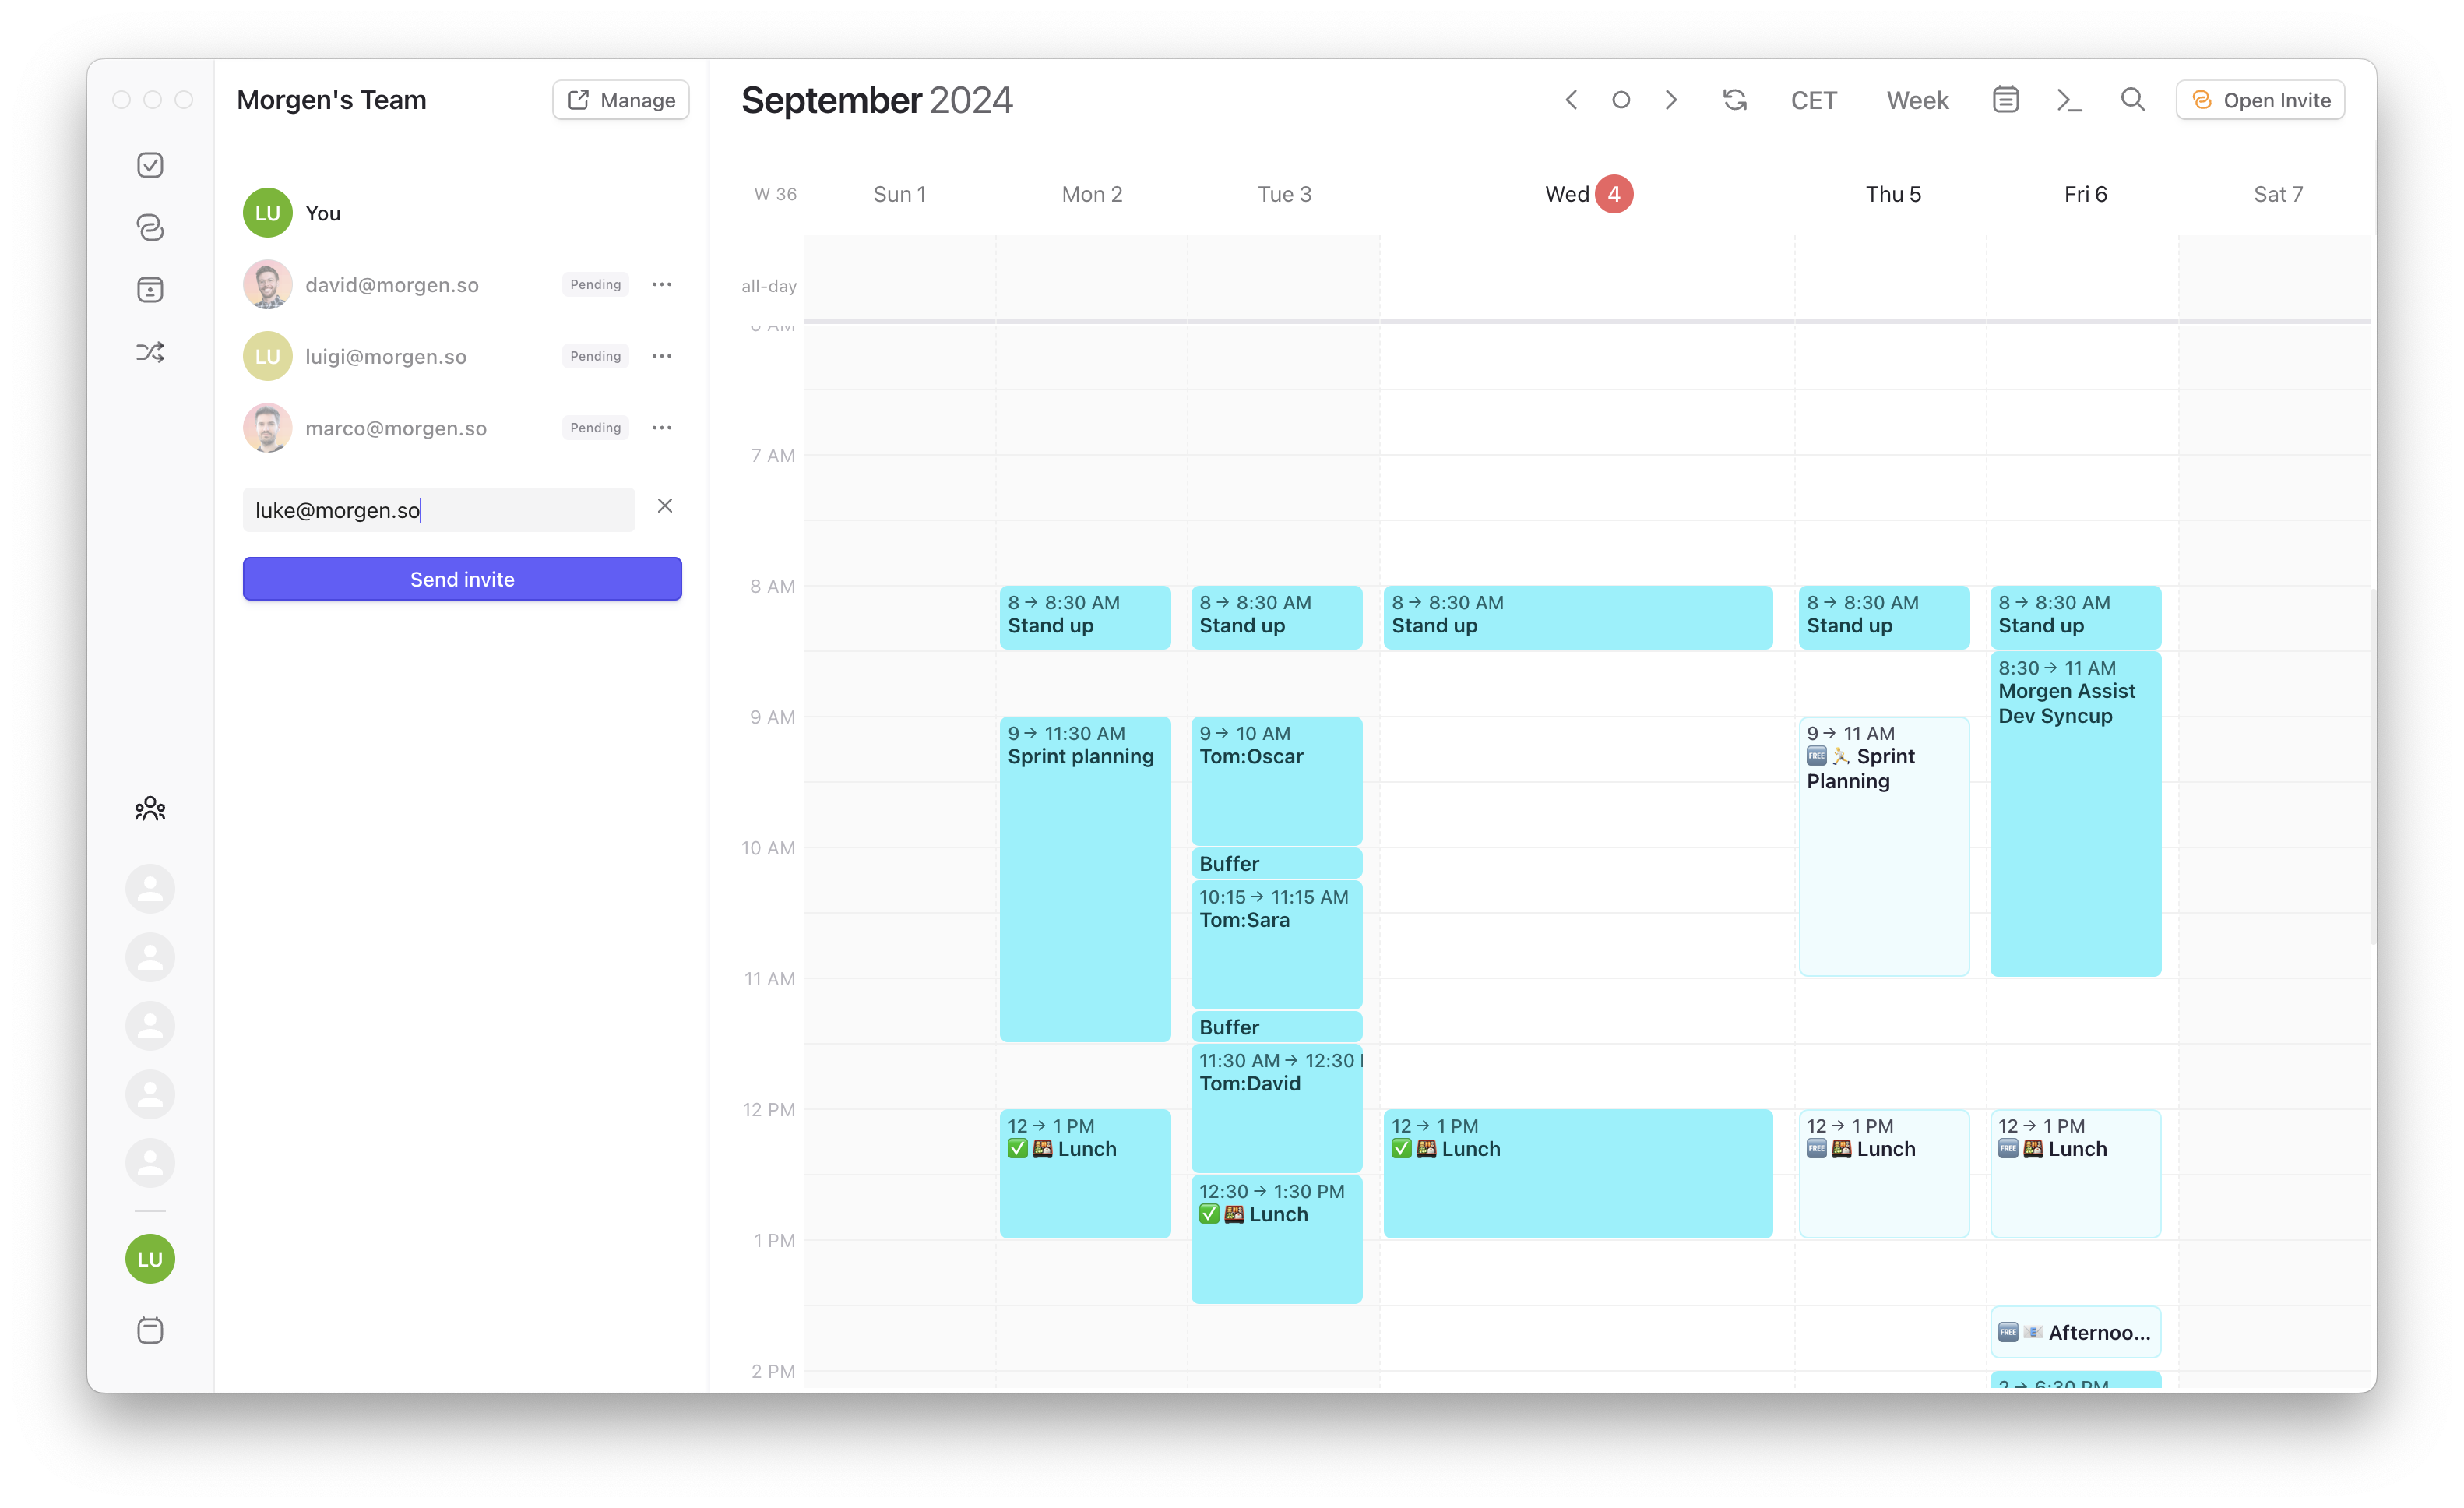 Morgen's Team
Manage
LU You
david@morgen.so Pending
LU luigi@morgen.so Pending
marco@morgen.so Pending
luke@morgen.so
Send invite
LU
September 2024
CET
Week
Open Invite
W 36
Sun 1
Mon 2
Tue 3
Wed 4
Thu 5
Fri 6
Sat 7
all-day
6 AM
7 AM
8 AM
9 AM
10 AM
11 AM
12 PM
1 PM
2 PM
8 → 8:30 AM
Stand up
9 → 11:30 AM
Sprint planning
12 → 1 PM
✅ 🍱 Lunch
8 → 8:30 AM
Stand up
9 → 10 AM
Tom:Oscar
Buffer
10:15 → 11:15 AM
Tom:Sara
Buffer
11:30 AM → 12:30
Tom:David
12:30 → 1:30 PM
✅ 🍱 Lunch
8 → 8:30 AM
Stand up
12 → 1 PM
✅ 🍱 Lunch
8 → 8:30 AM
Stand up
9 → 11 AM
🆓 🏃 Sprint
Planning
12 → 1 PM
🆓 🍱 Lunch
8 → 8:30 AM
Stand up
8:30 → 11 AM
Morgen Assist
Dev Syncup
12 → 1 PM
🆓 🍱 Lunch
🆓 📧 Afternoo...
2 → 6:30 PM